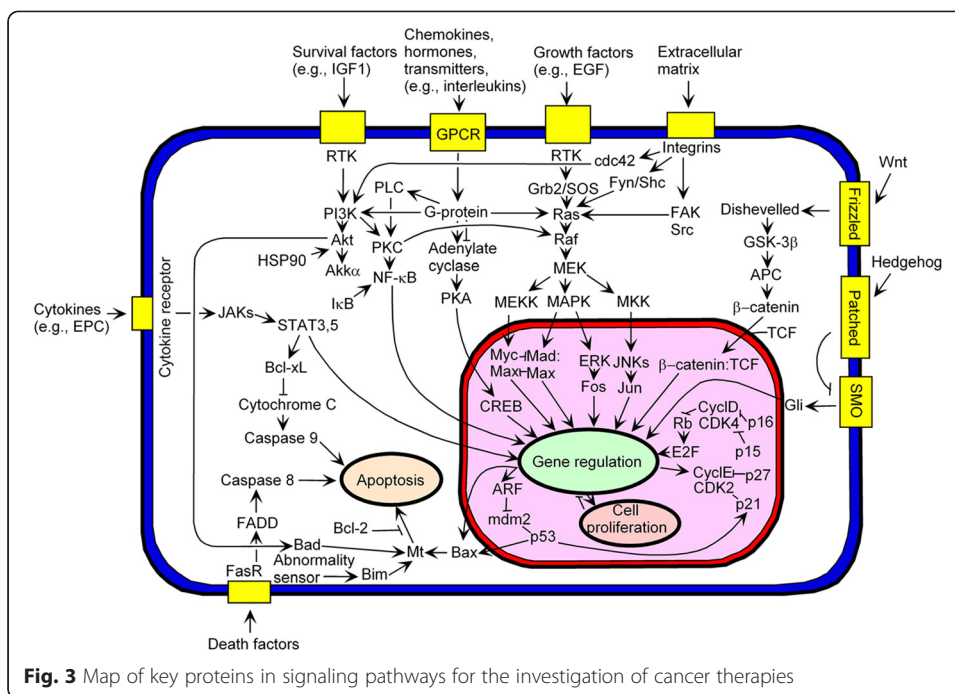 Survival factors
(e.g., IGF1)
Chemokines,
hormones,
transmitters,
(e.g., interleukins)
Growth factors
(e.g., EGF)
Extracellular
matrix
GPCR
RTK
RTK
cdc42
Integrins
Wnt
PLC
Grb2/SOS
Fyn/Shc
Frizzled
PI3K
G-protein
Ras
FAK
Src
Dishevelled
Akt
PKC
Raf
GSK-3β
HSP90
Akkα
Adenylate
cyclase
APC
Hedgehog
NF-κB
MEK
IκB
PKA
MEKK
MAPK
MKK
β-catenin
Patched
Cytokines
(e.g., EPC)
Cytokine receptor
JAKs
STAT3,5
TCF
Myc
Max
Mad:
Max
ERK
JNKs
β-catenin:TCF
Bcl-xL
Fos
Jun
SMO
Gli
Cytochrome C
CREB
CyclD
CDK4
p16
Rb
p15
Caspase 9
E2F
Gene regulation
Apoptosis
Caspase 8
CyclE
CDK2
p27
ARF
p21
FADD
mdm2
Cell
proliferation
Bcl-2
p53
Bad
Mt
Bax
Abnormality
sensor
FasR
Bim
Death factors
Fig. 3 Map of key proteins in signaling pathways for the investigation of cancer therapies